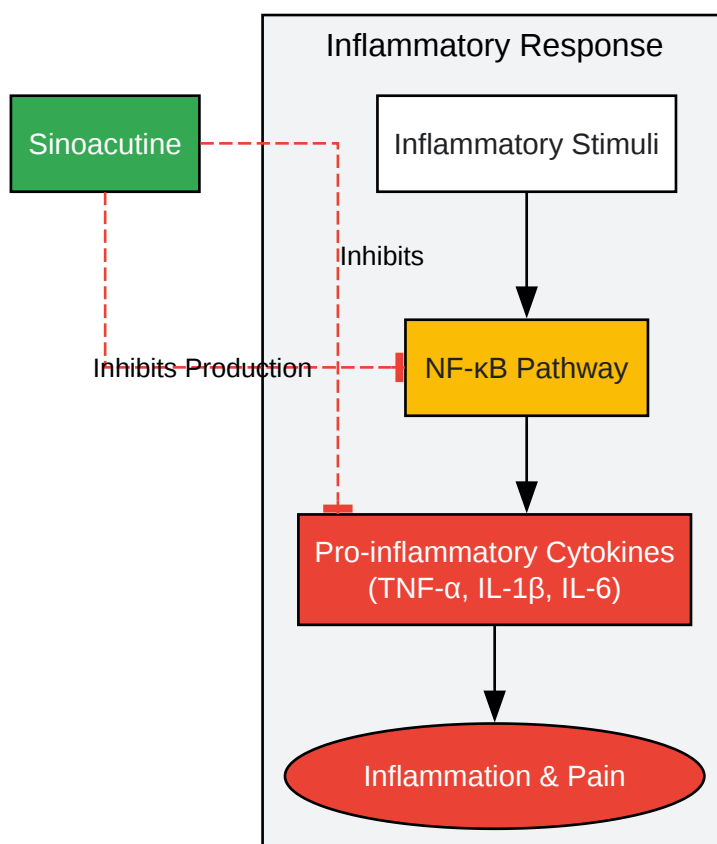 Inflammatory Response
Sinoacutine
Inflammatory Stimuli
Inhibits
Inhibits Production
NF-κB Pathway
Pro-inflammatory Cytokines
(TNF-α, IL-1β, IL-6)
Inflammation & Pain